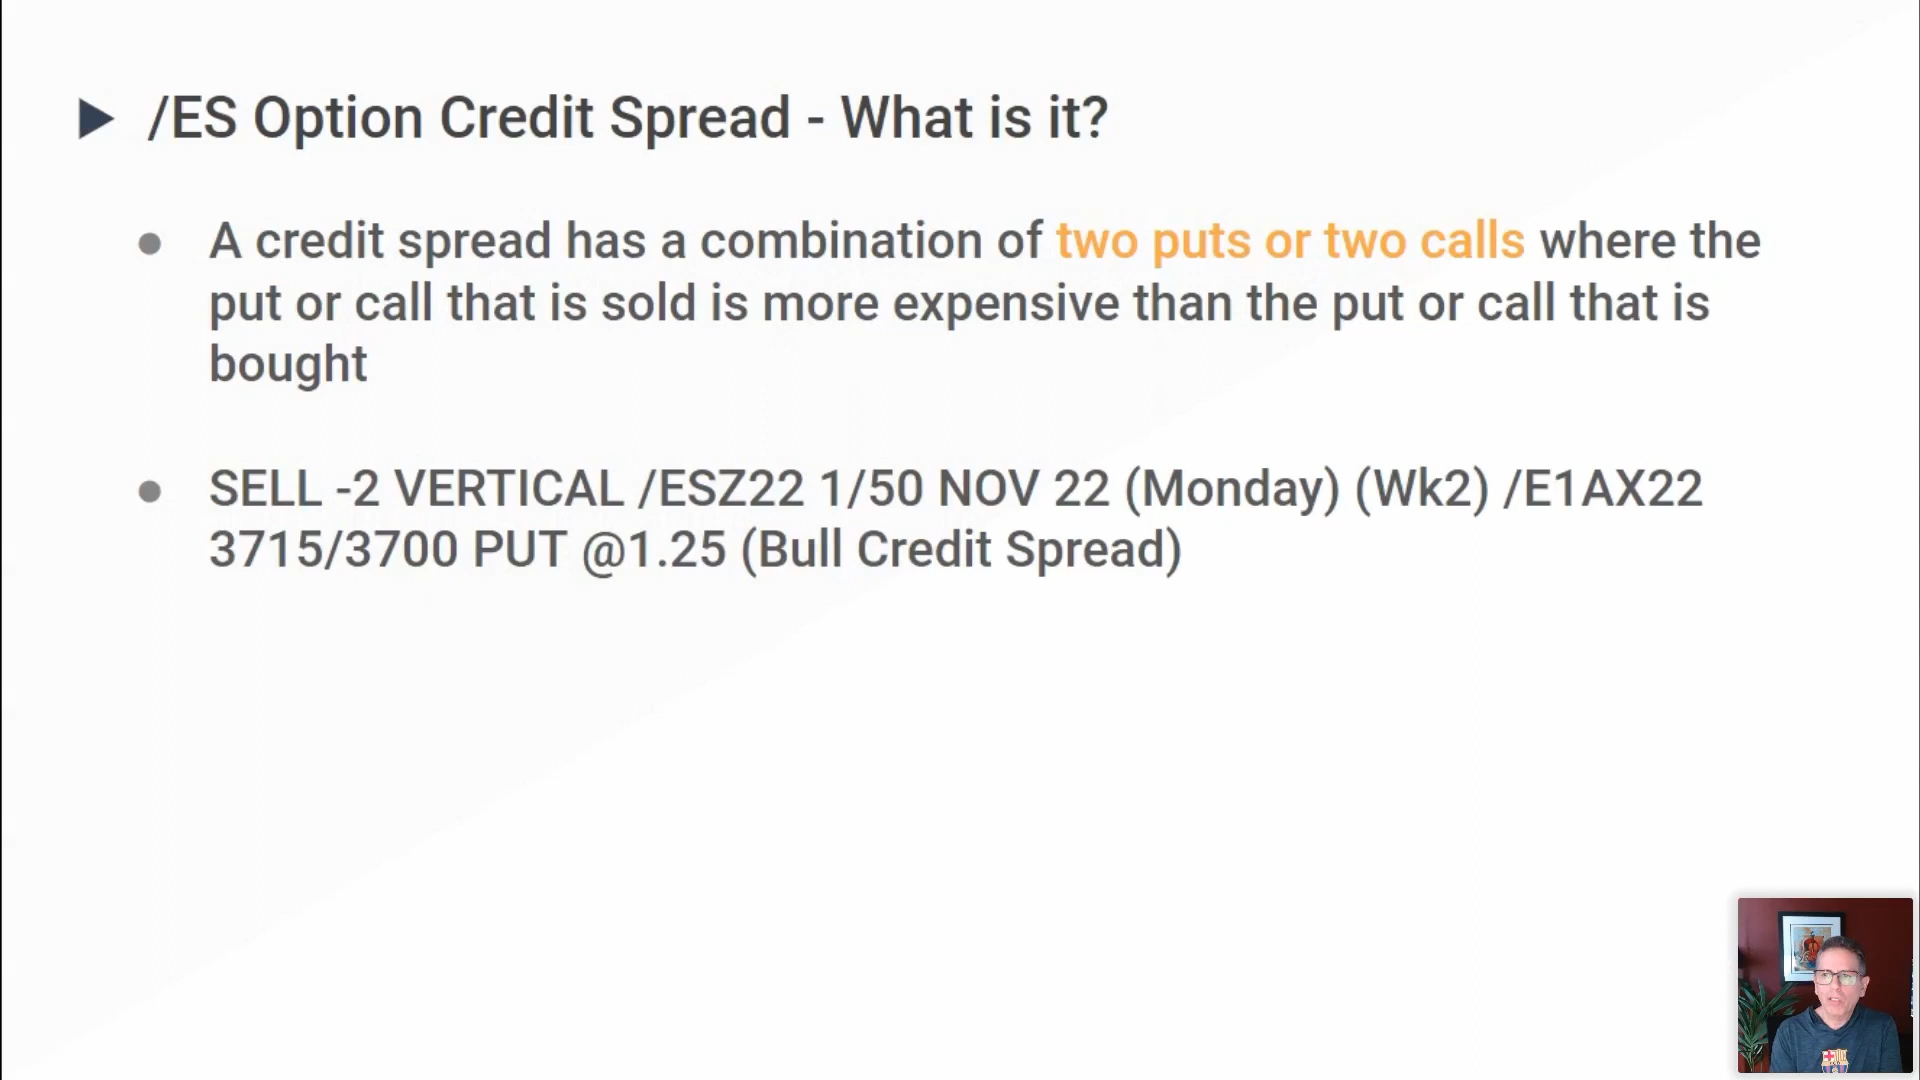 /ES Option Credit Spread - What is it?
A credit spread has a combination of two puts or two calls where the
put or call that is sold is more expensive than the put or call that is
bought
SELL -2 VERTICAL /ESZ22 1/50 NOV 22 (Monday) (Wk2) /E1AX22
3715/3700 PUT @1.25 (Bull Credit Spread)